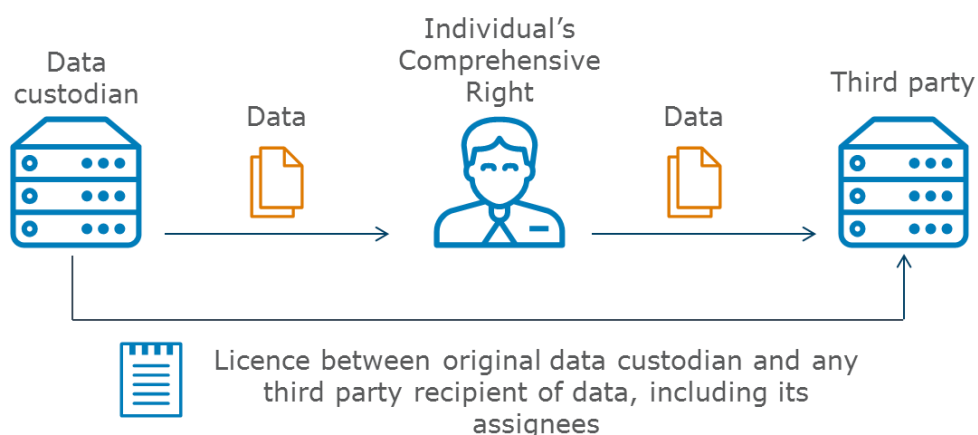 Data
custodian
Data
Individual's
Comprehensive
Right
Data
Third party
Licence between original data custodian and any
third party recipient of data, including its
assignees